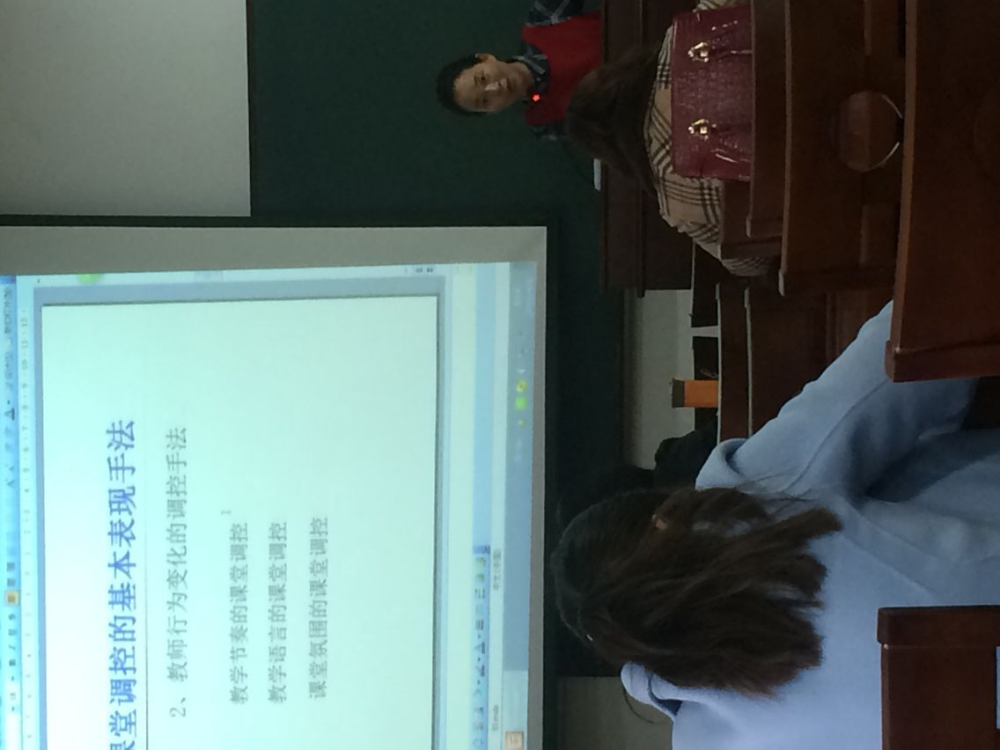 课堂调控的基本表现手法
2、教师行为变化的调控手法
教学节奏的课堂调控
教学语言的课堂调控
课堂氛围的课堂调控